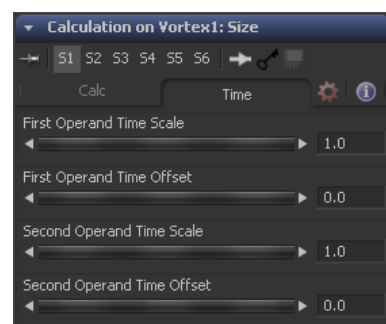 Calculation on Vortex1: Size
S1 S2 S3 S4 S5 S6
Calc Time
First Operand Time Scale
1.0
First Operand Time Offset
0.0
Second Operand Time Scale
1.0
Second Operand Time Offset
0.0